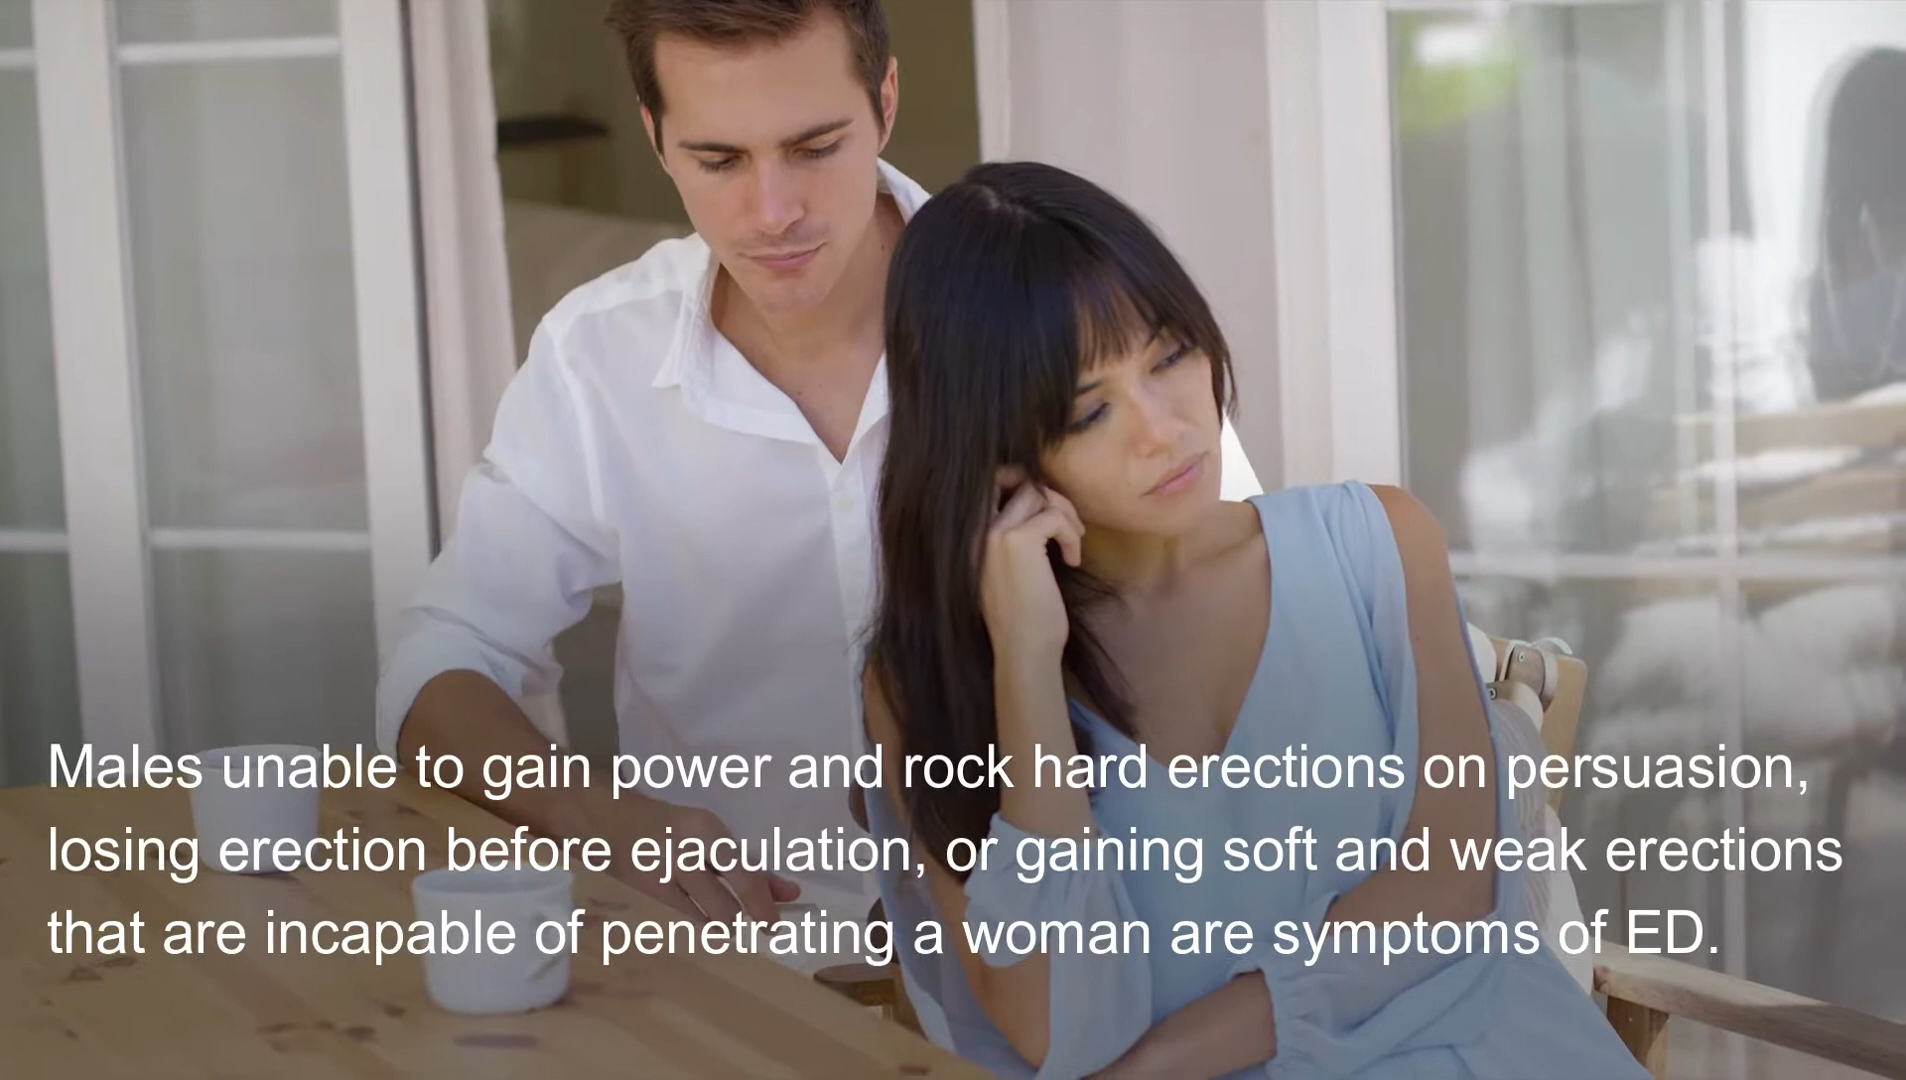 Males unable to gain power and rock hard erections on persuasion,
losing erection before ejaculation, or gaining soft and weak erections
that are incapable of penetrating a woman are symptoms of ED.